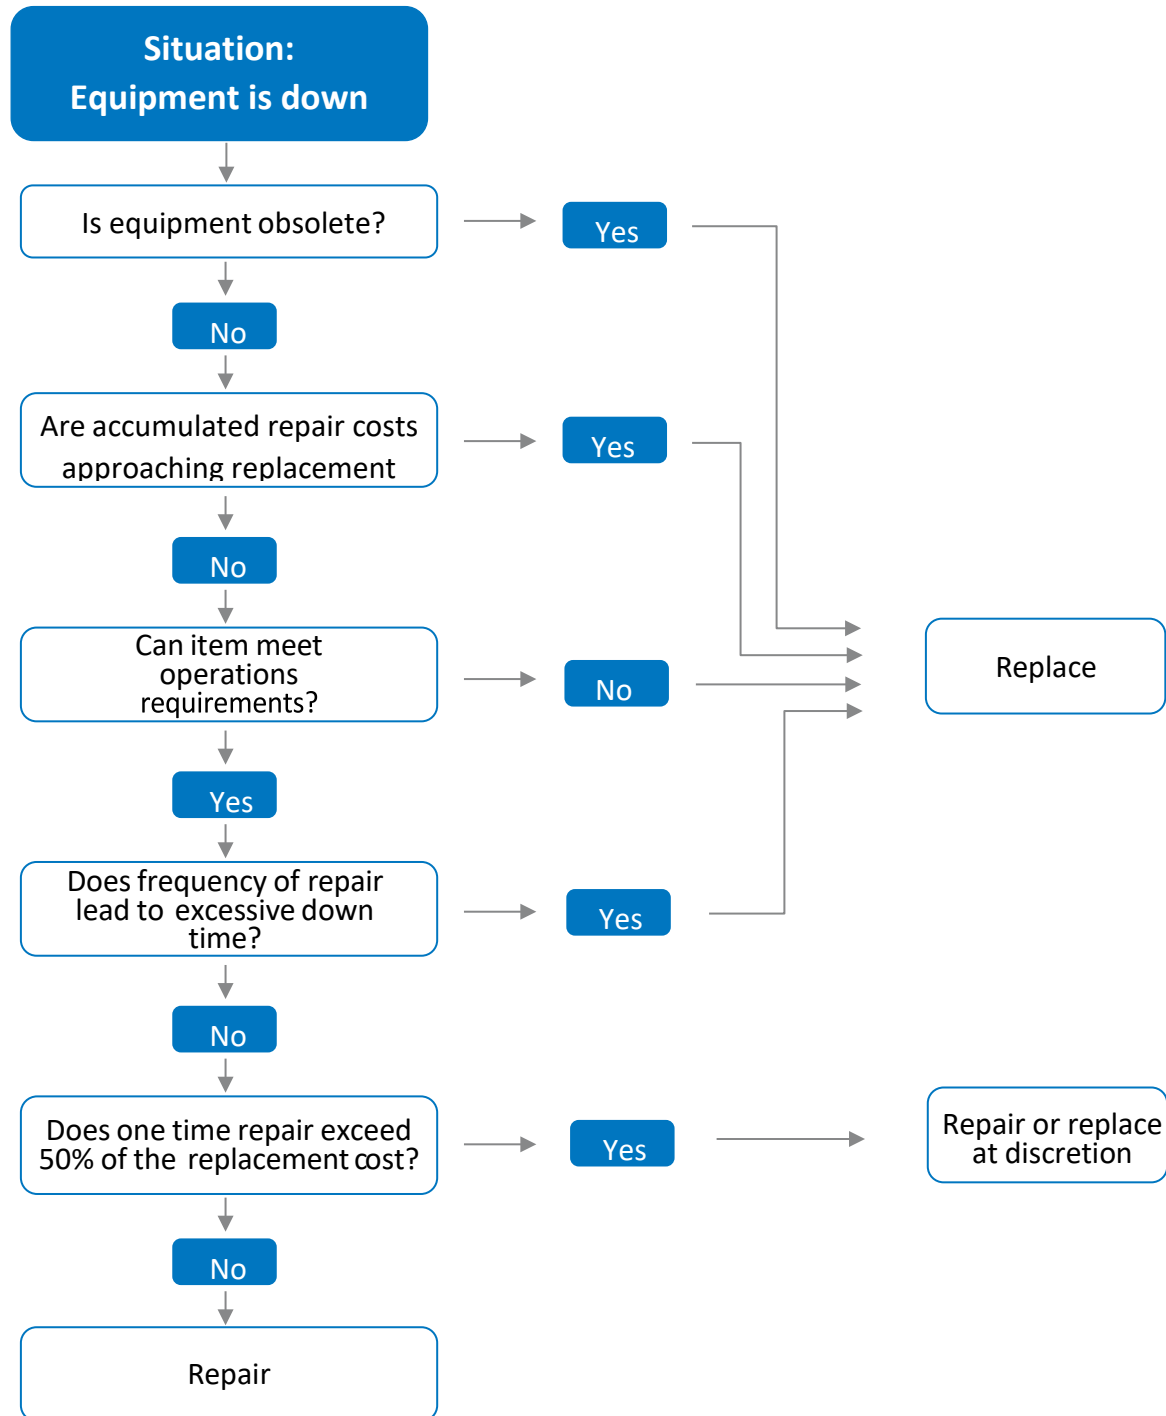 Situation:
Equipment is down
Is equipment obsolete?
Yes
No
Are accumulated repair costs
approaching replacement
Yes
No
Can item meet
operations
requirements?
No
Replace
Yes
Does frequency of repair
lead to excessive down
time?
Yes
No
Does one time repair exceed
50% of the replacement cost?
Yes
Repair or replace
at discretion
No
Repair